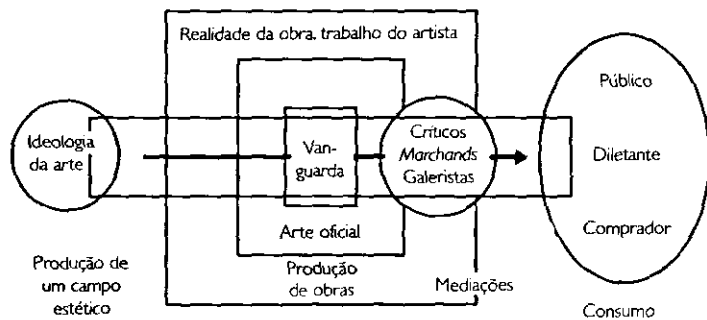 Realidade da obra. trabalho do artista
Ideologia
da arte
Van-
guarda
Críticos
Marchands
Galeristas
Público
Diletante
Comprador
Arte oficial
Produção de
um campo
estético
Produção
de obras
Mediações
Consumo